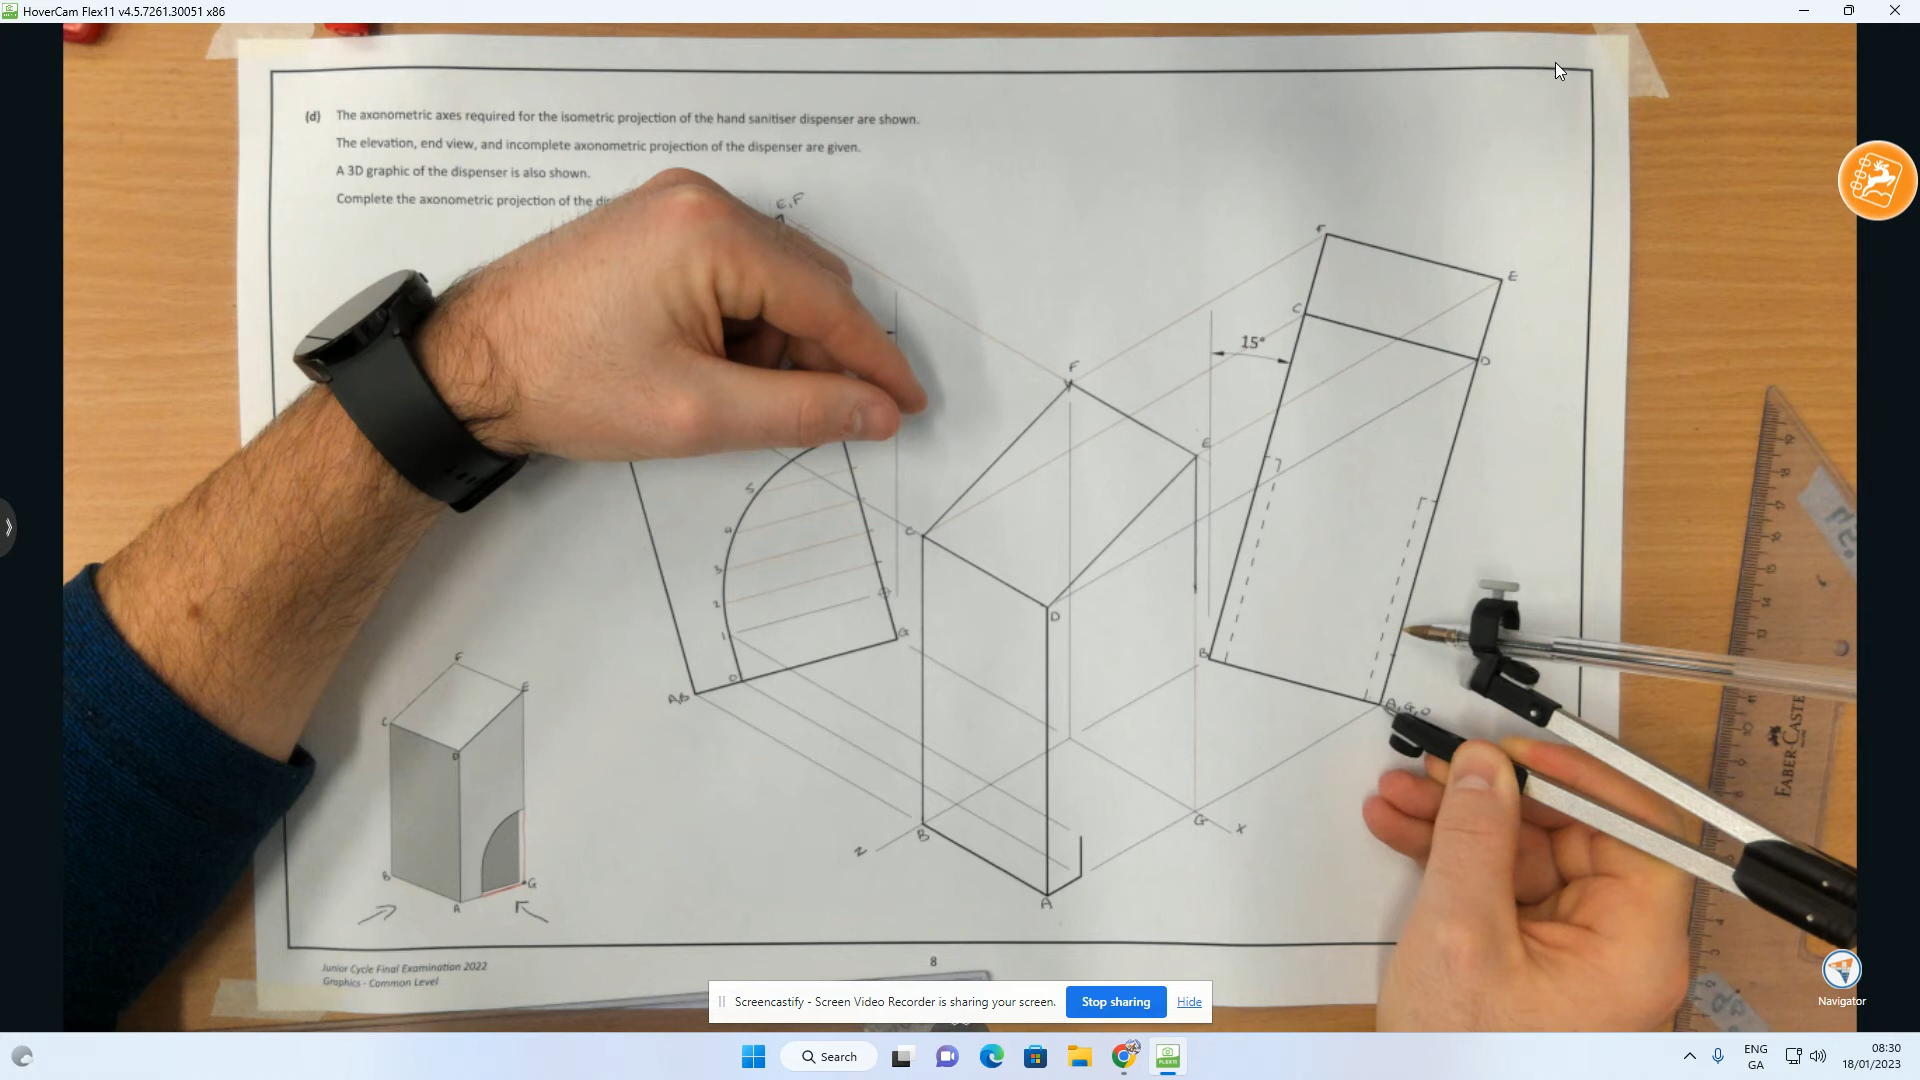 HoverCam Flex11 v4.5.7261.30051 x86
(d) The axonometric axes required for the isometric projection of the hand sanitiser dispenser are shown.
The elevation, end view, and incomplete axonometric projection of the dispenser are given.
A 3D graphic of the dispenser is also shown.
Complete the axonometric projection of the
E,F
F
E
C
D
15°
F
E
C
D
5
4
3
2
1
0
G
A,B
B
A,G,0
B
A
G
X
Z
F
E
C
D
B
A
G
FABER-CASTE
Junior Cycle Final Examination 2022
Graphics - Common Level
8
Screencastify - Screen Video Recorder is sharing your screen.
Stop sharing
Hide
Navigator
Search
ENG
GA
08:30
18/01/2023